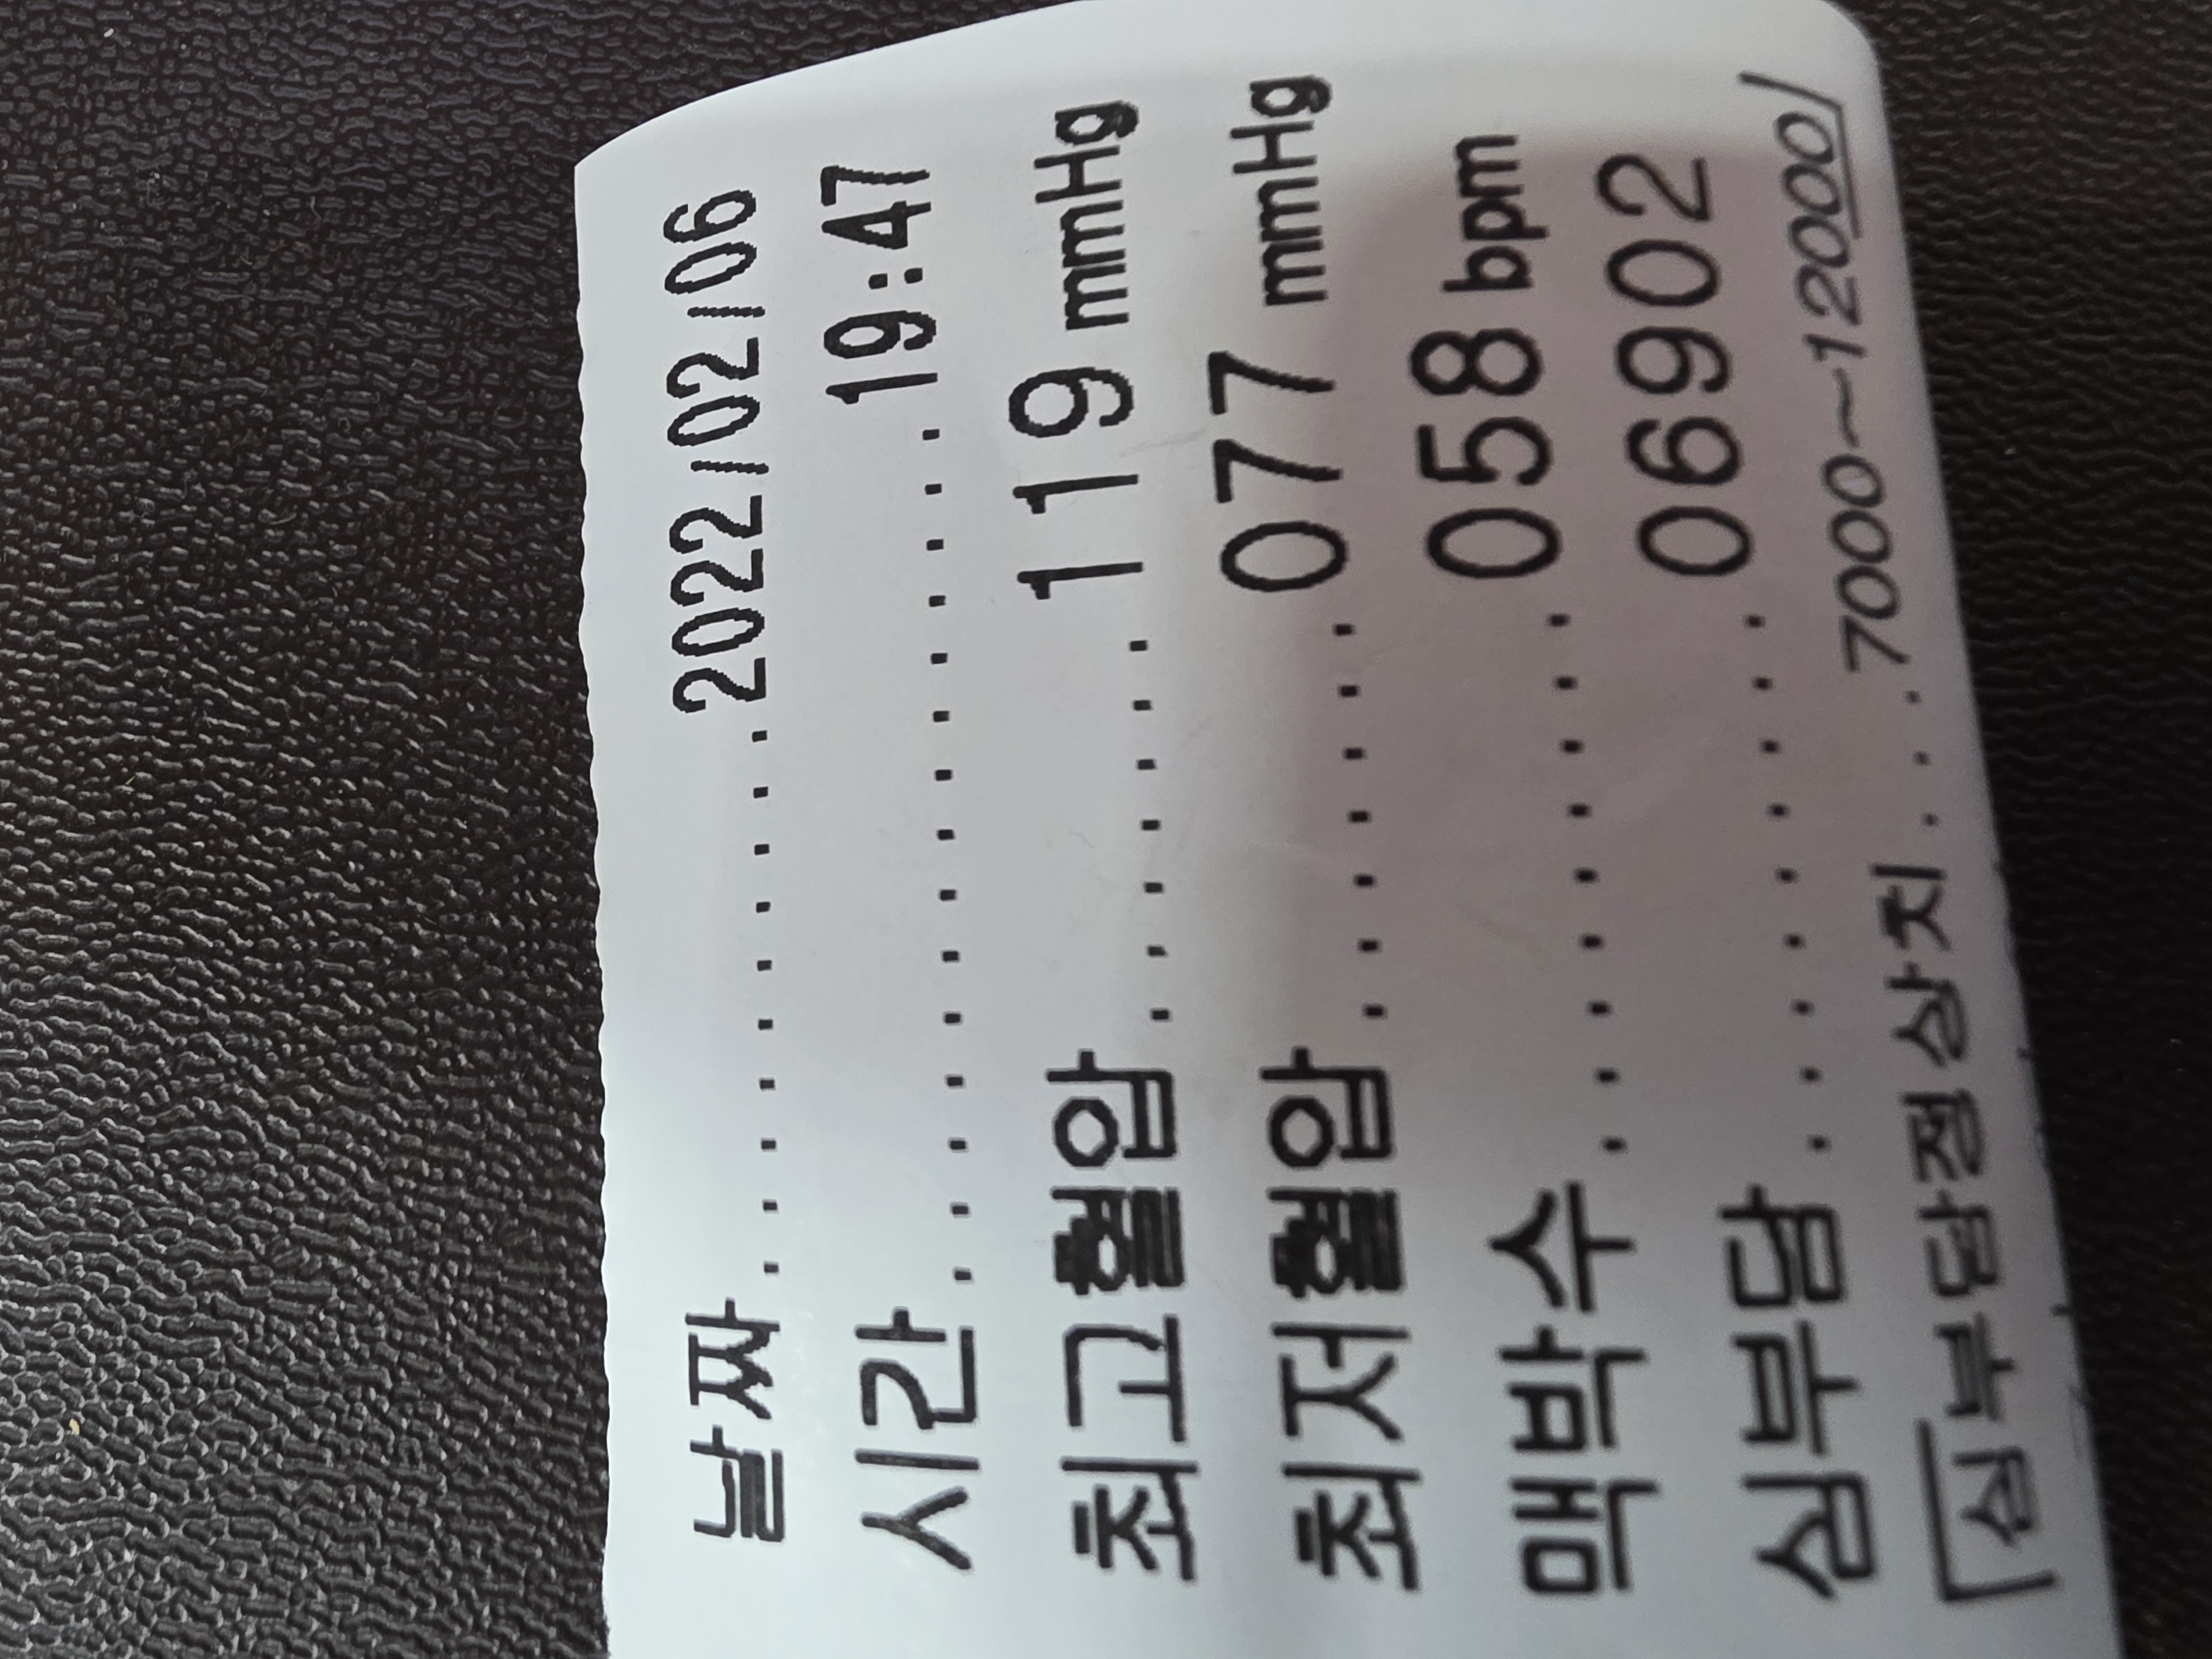 날짜..........2022/02/06
시간...............19:47
최고혈압.......119 mmHg
최저혈압.......077 mmHg
맥박수.........058 bpm
심부담.........06902
[심부담정상치...7000~12000]